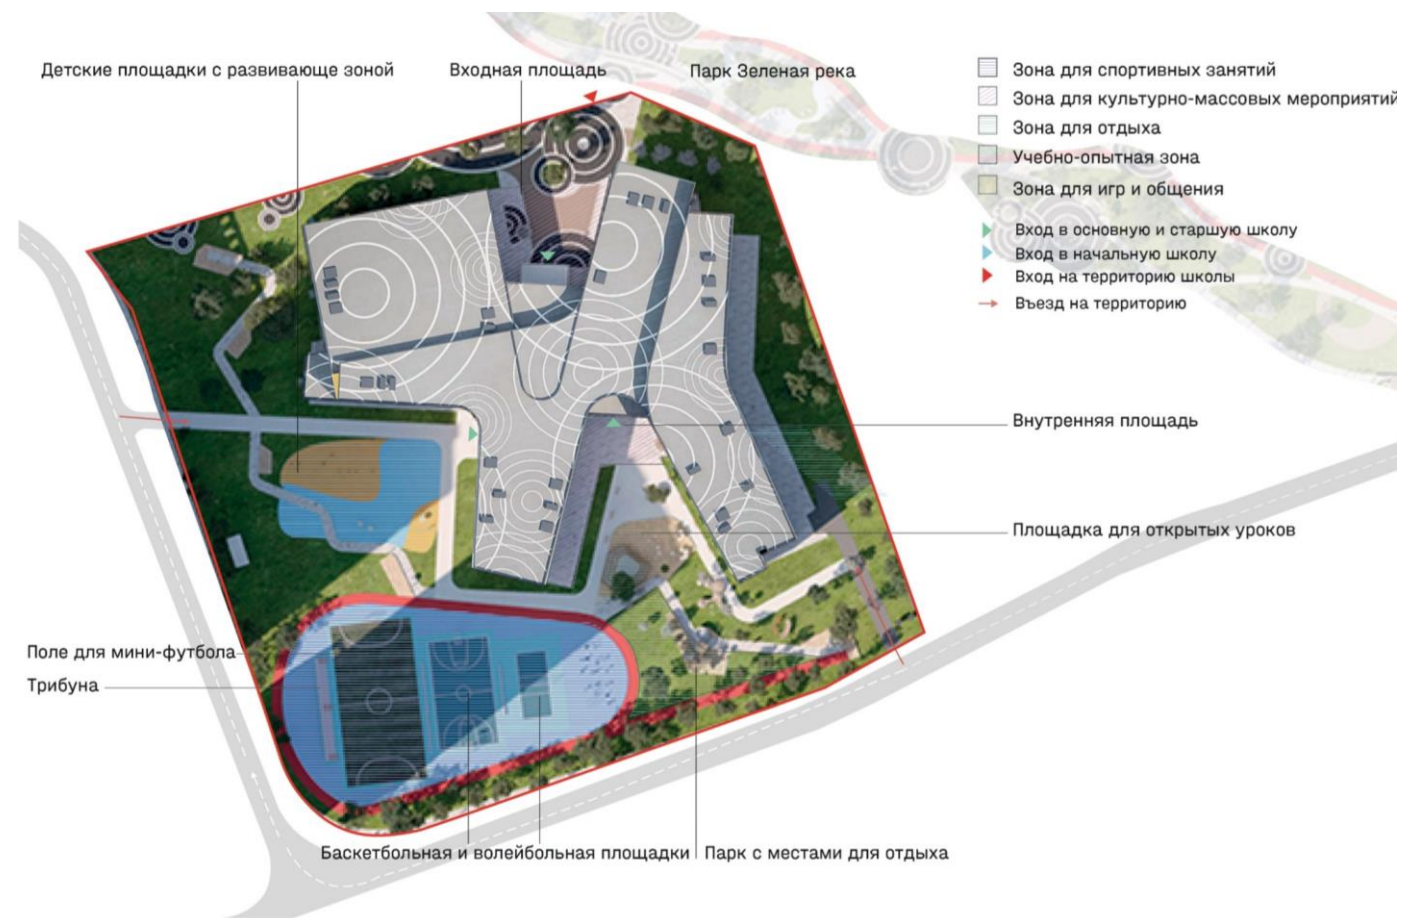 Детские площадки с развивающе зоной
Входная площадь
Парк Зеленая река
Зона для спортивных занятий
Зона для культурно-массовых мероприятий
Зона для отдыха
Учебно-опытная зона
Зона для игр и общения
Вход в основную и старшую школу
Вход в начальную школу
Вход на территорию школы
Въезд на территорию
Внутренняя площадь
Площадка для открытых уроков
Поле для мини-футбола
Трибуна
Баскетбольная и волейбольная площадки
Парк с местами для отдыха